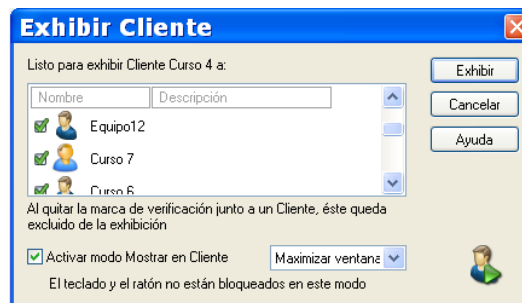 Exhibir Cliente
Listo para exhibir Cliente Curso 4 a:
Exhibir
Nombre Descripción
Cancelar
Equipo12
Ayuda
Curso 7
Curso 6
Al quitar la marca de verificación junto a un Cliente, éste queda
excluido de la exhibición
Activar modo Mostrar en Cliente Maximizar ventana
El teclado y el ratón no están bloqueados en este modo